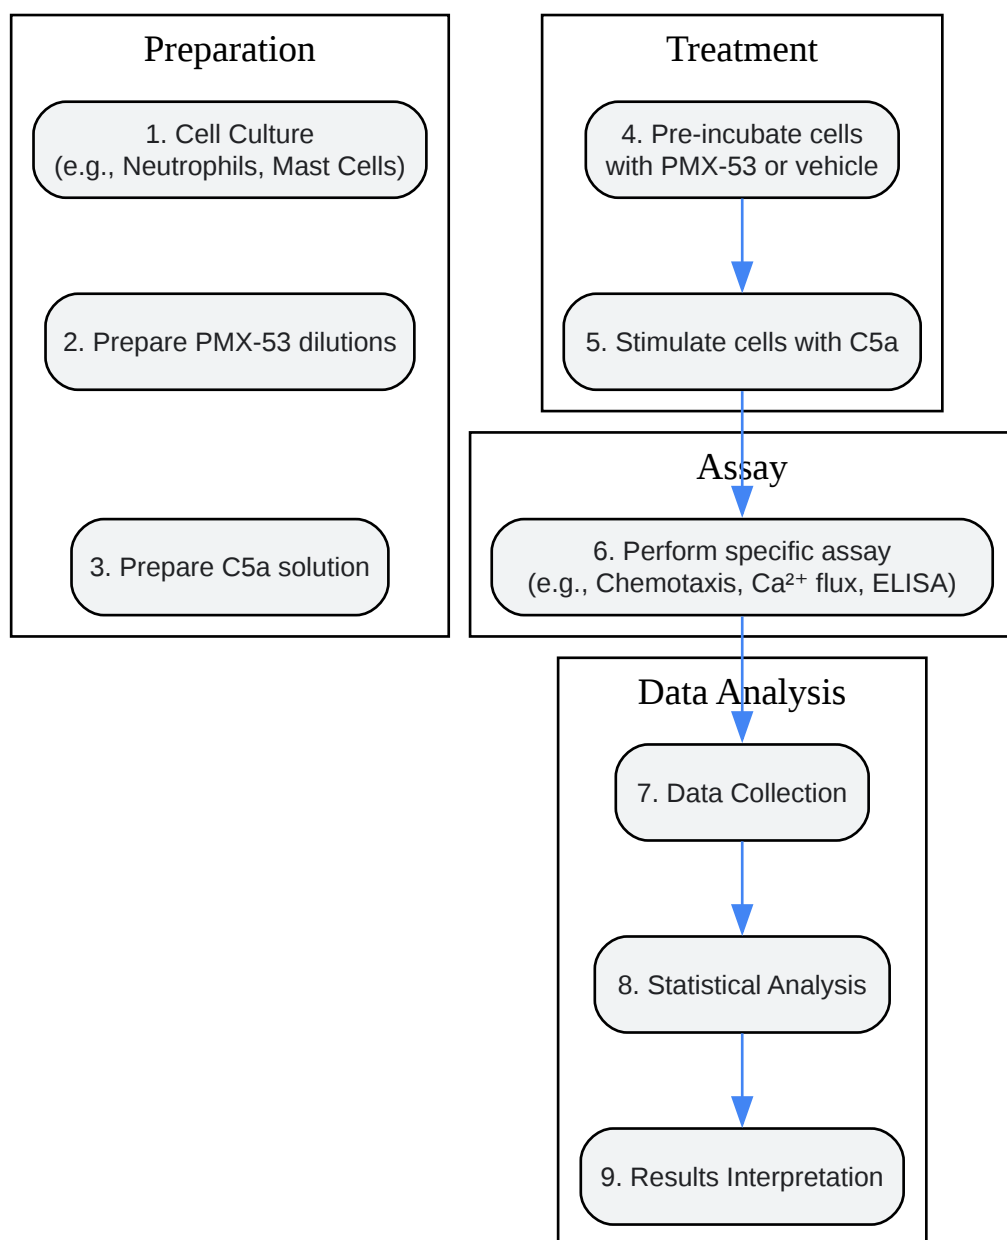 Preparation
1. Cell Culture
(e.g., Neutrophils, Mast Cells)
2. Prepare PMX-53 dilutions
3. Prepare C5a solution
Treatment
4. Pre-incubate cells
with PMX-53 or vehicle
5. Stimulate cells with C5a
Assay
6. Perform specific assay
(e.g., Chemotaxis, Ca²⁺ flux, ELISA)
Data Analysis
7. Data Collection
8. Statistical Analysis
9. Results Interpretation